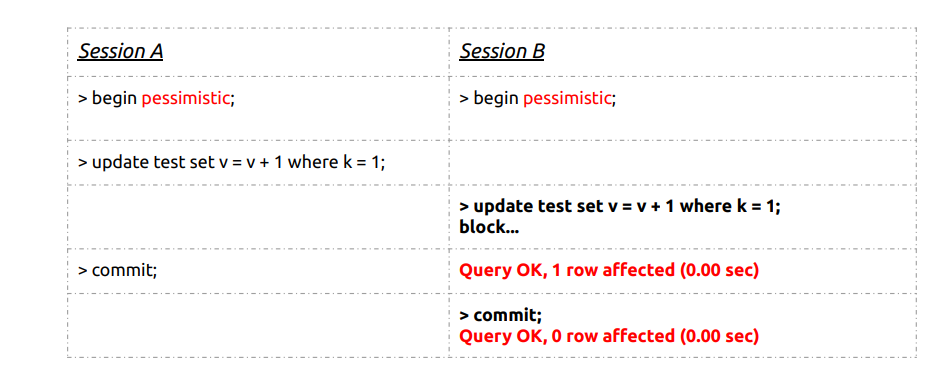 Session A
Session B
> begin pessimistic;
> begin pessimistic;
> update test set v = v + 1 where k = 1;
> update test set v = v + 1 where k = 1;
block...
> commit;
Query OK, 1 row affected (0.00 sec)
> commit;
Query OK, 0 row affected (0.00 sec)